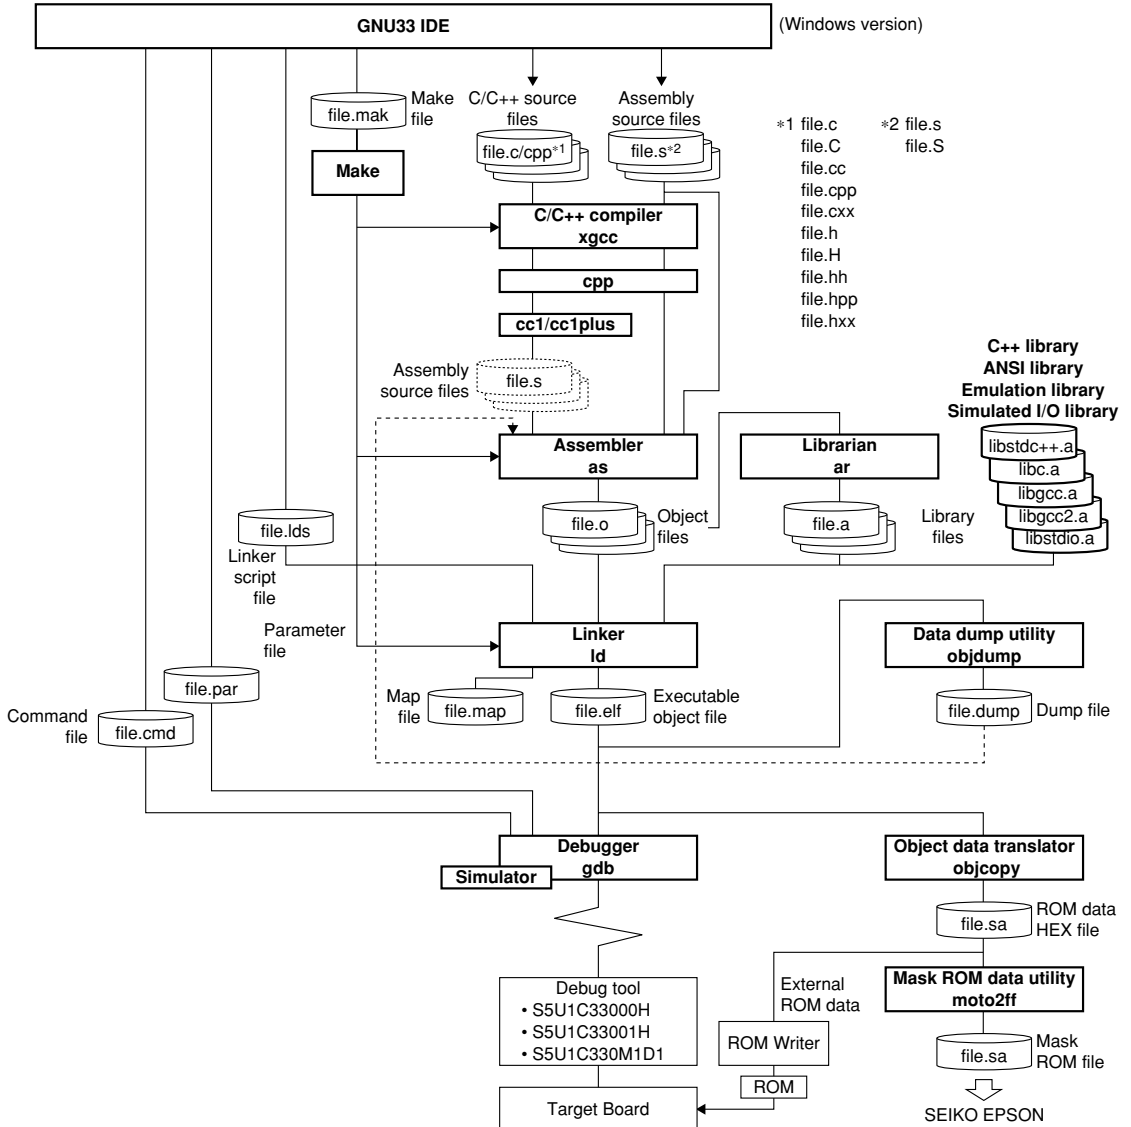 GNU33 IDE
(Windows version)
file.mak
Make
file
C/C++ source
files
Assembly
source files
file.c/cpp*1
file.s*2
*1 file.c
file.C
file.cc
file.cpp
file.cxx
file.h
file.H
file.hh
file.hpp
file.hxx
*2 file.s
file.S
Make
C/C++ compiler
xgcc
cpp
cc1/cc1plus
Assembly
source files
file.s
C++ library
ANSI library
Emulation library
Simulated I/O library
libstdc++.a
libc.a
libgcc.a
libgcc2.a
libstdio.a
Assembler
as
Librarian
ar
file.lds
Linker
script
file
file.o
Object
files
file.a
Library
files
Parameter
file
Linker
ld
Data dump utility
objdump
file.par
Map
file
file.map
file.elf
Executable
object file
file.dump
Dump file
Command
file
file.cmd
Debugger
gdb
Simulator
Object data translator
objcopy
file.sa
ROM data
HEX file
External
ROM data
Mask ROM data utility
moto2ff
Debug tool
• S5U1C33000H
• S5U1C33001H
• S5U1C330M1D1
ROM Writer
file.sa
Mask
ROM file
ROM
Target Board
SEIKO EPSON